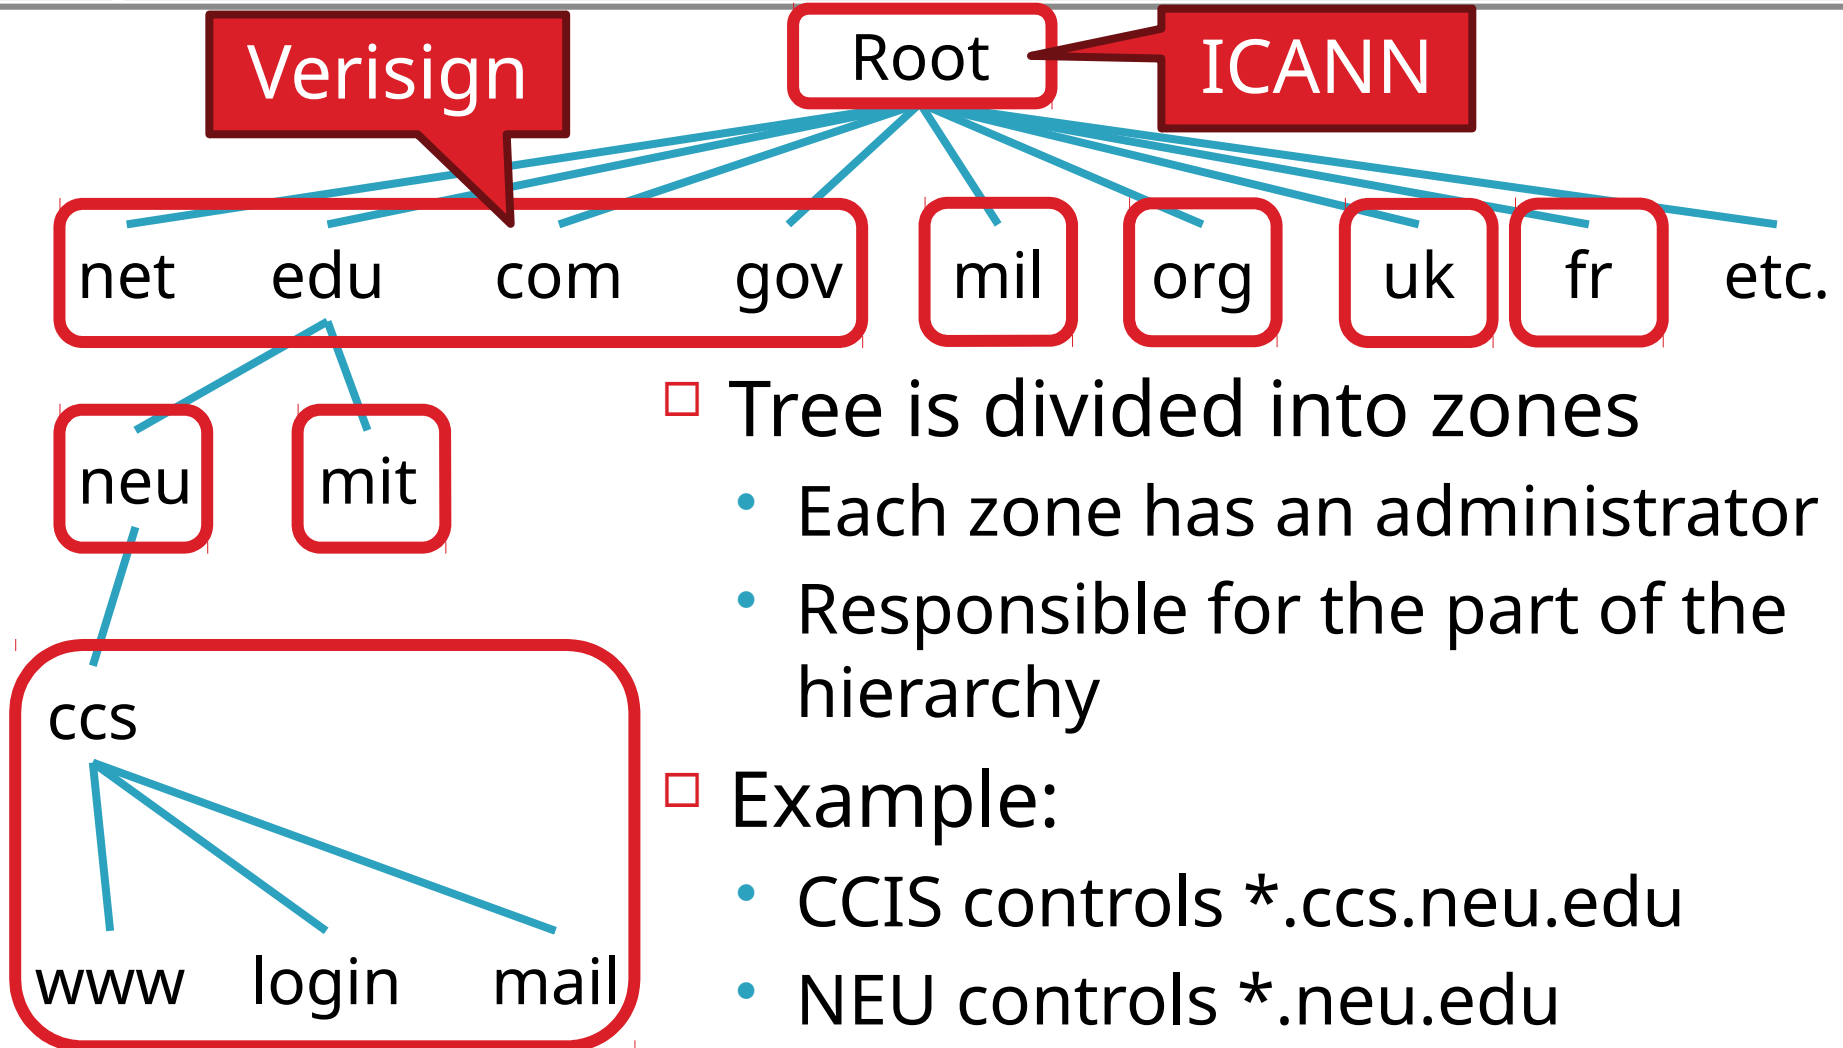 Verisign
Root
ICANN
net edu com gov mil org uk fr etc.
neu mit
ccs
www login mail
Tree is divided into zones
Each zone has an administrator
Responsible for the part of the
hierarchy
Example:
CCIS controls *.ccs.neu.edu
NEU controls *.neu.edu